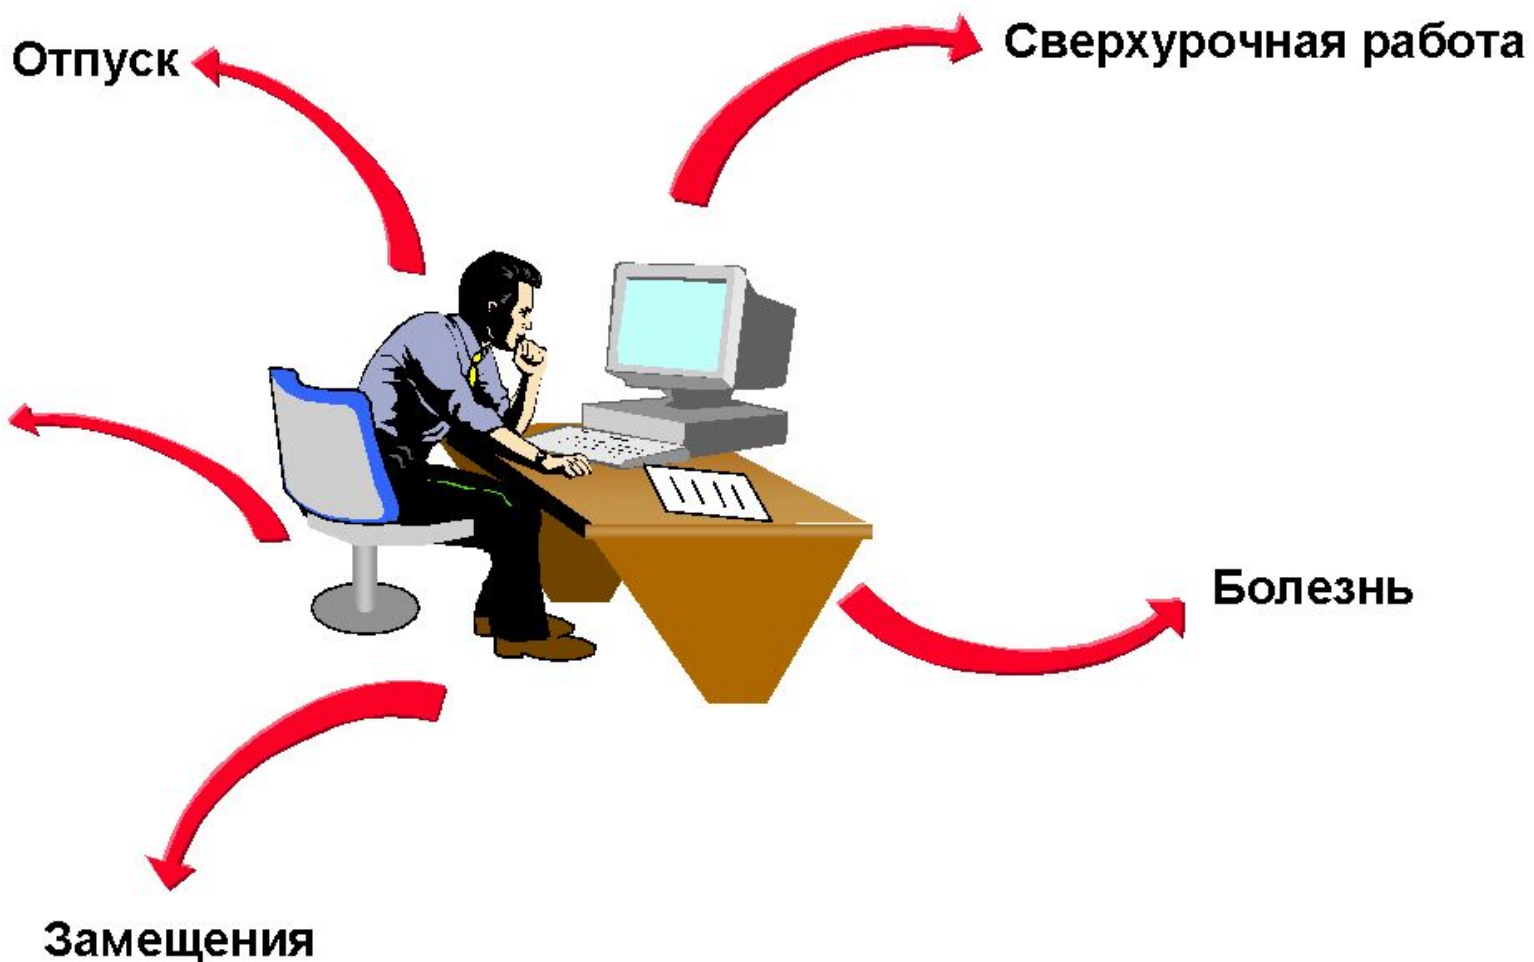 Отпуск
Сверхурочная работа
Болезнь
Замещения